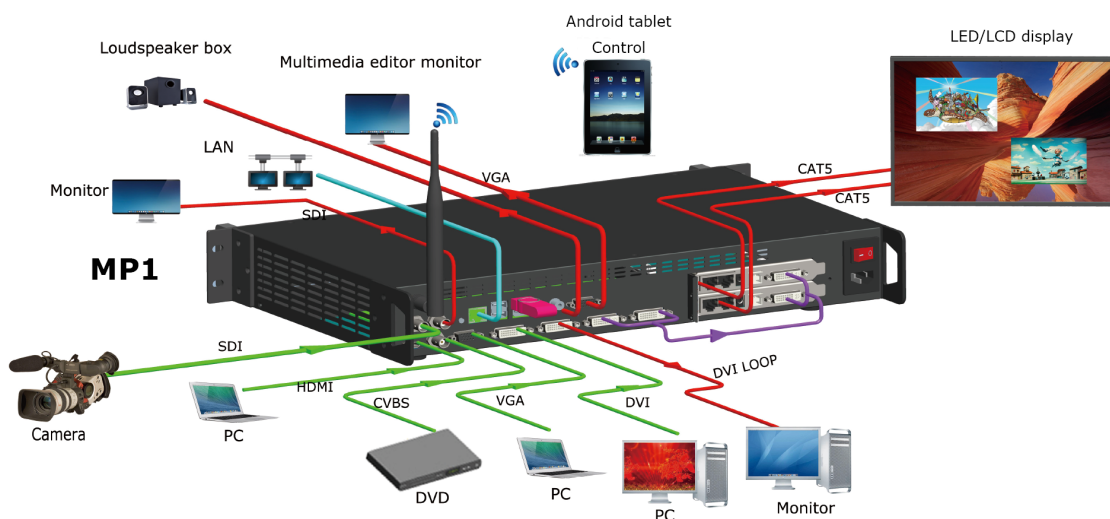 Android tablet
Control
LED/LCD display
Loudspeaker box
Multimedia editor monitor
LAN
VGA
CAT5
Monitor
CAT5
SDI
MP1
SDI
HDMI
CVBS
VGA
DVI
DVI LOOP
Camera
PC
DVD
PC
PC
Monitor